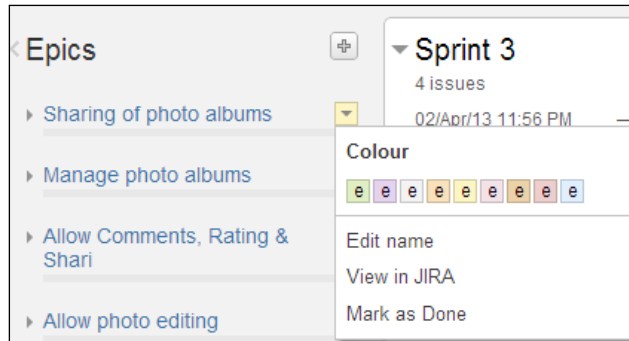 Epics
Sharing of photo albums
Manage photo albums
Allow Comments, Rating &
Shari
Allow photo editing
Sprint 3
4 issues
02/Apr/13 11:56 PM
Colour
e e e e e e e e e
Edit name
View in JIRA
Mark as Done